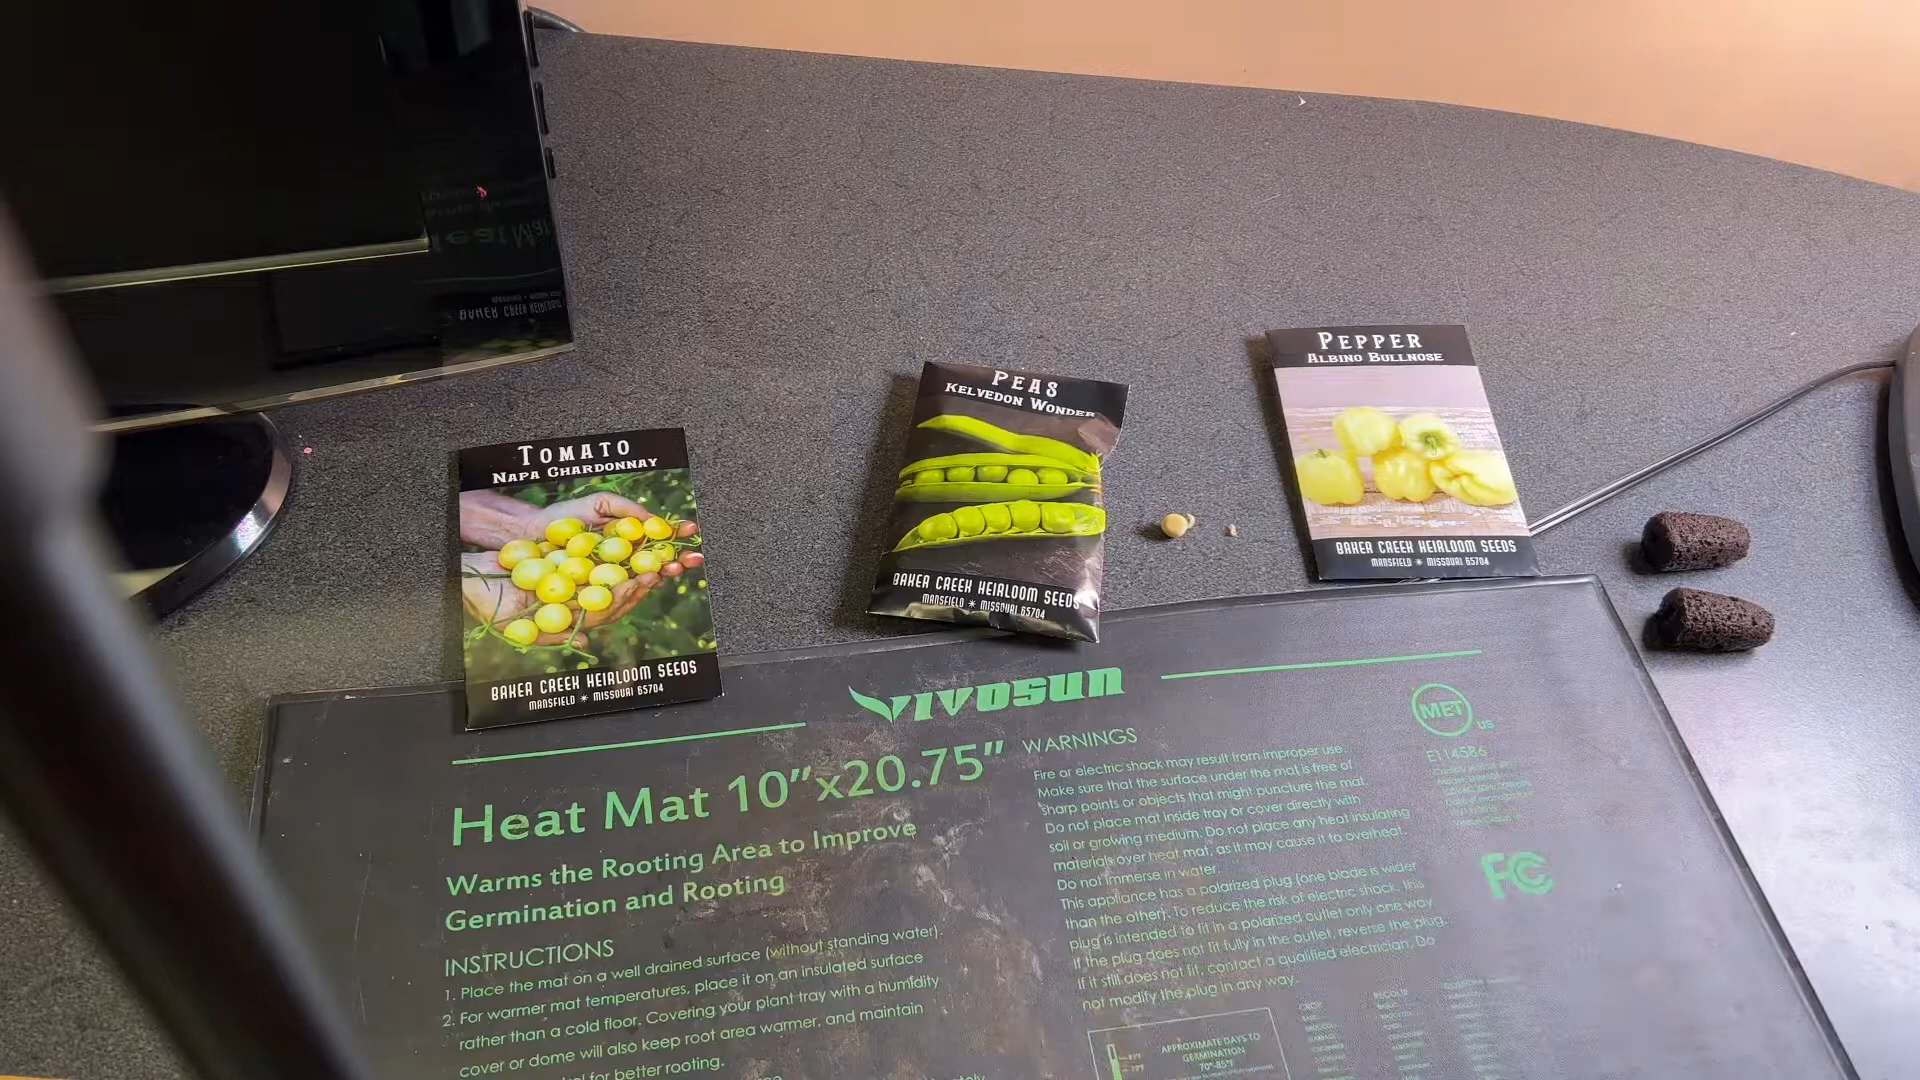 TOMATO
NAPA CHARDONNAY
BAKER CREEK HEIRLOOM SEEDS
MANSFIELD * MISSOURI 65704
PEAS
KELVEDON WONDER
BAKER CREEK HEIRLOOM SEEDS
MANSFIELD * MISSOURI 65704
PEPPER
ALBINO BULLNOSE
BAKER CREEK HEIRLOOM SEEDS
MANSFIELD * MISSOURI 65704
VIVOSUN
Heat Mat 10"x20.75"
Warms the Rooting Area to Improve
Germination and Rooting
INSTRUCTIONS
1. Place the mat on a well drained surface (without standing water).
2. For warmer mat temperatures, place it on an insulated surface
rather than a cold floor. Covering your plant tray with a humidity
cover or dome will also keep root area warmer, and maintain
for better rooting.
WARNINGS
Fire or electric shock may result from improper use.
Make sure that the surface under the mat is free of
sharp points or objects that might puncture the mat.
Do not place mat inside tray or cover directly with
soil or growing medium. Do not place any heat insulating
materials over heat mat, as it may cause it to overheat.
Do not immerse in water.
This appliance has a polarized plug (one blade is wider
than the other). To reduce the risk of electric shock, this
plug is intended to fit in a polarized outlet only one way.
If the plug does not fit fully in the outlet, reverse the plug.
If it still does not fit, contact a qualified electrician. Do
not modify the plug in any way.
MET
US
E114586
FC
APPROXIMATE DAYS TO
GERMINATION
70°-85°F